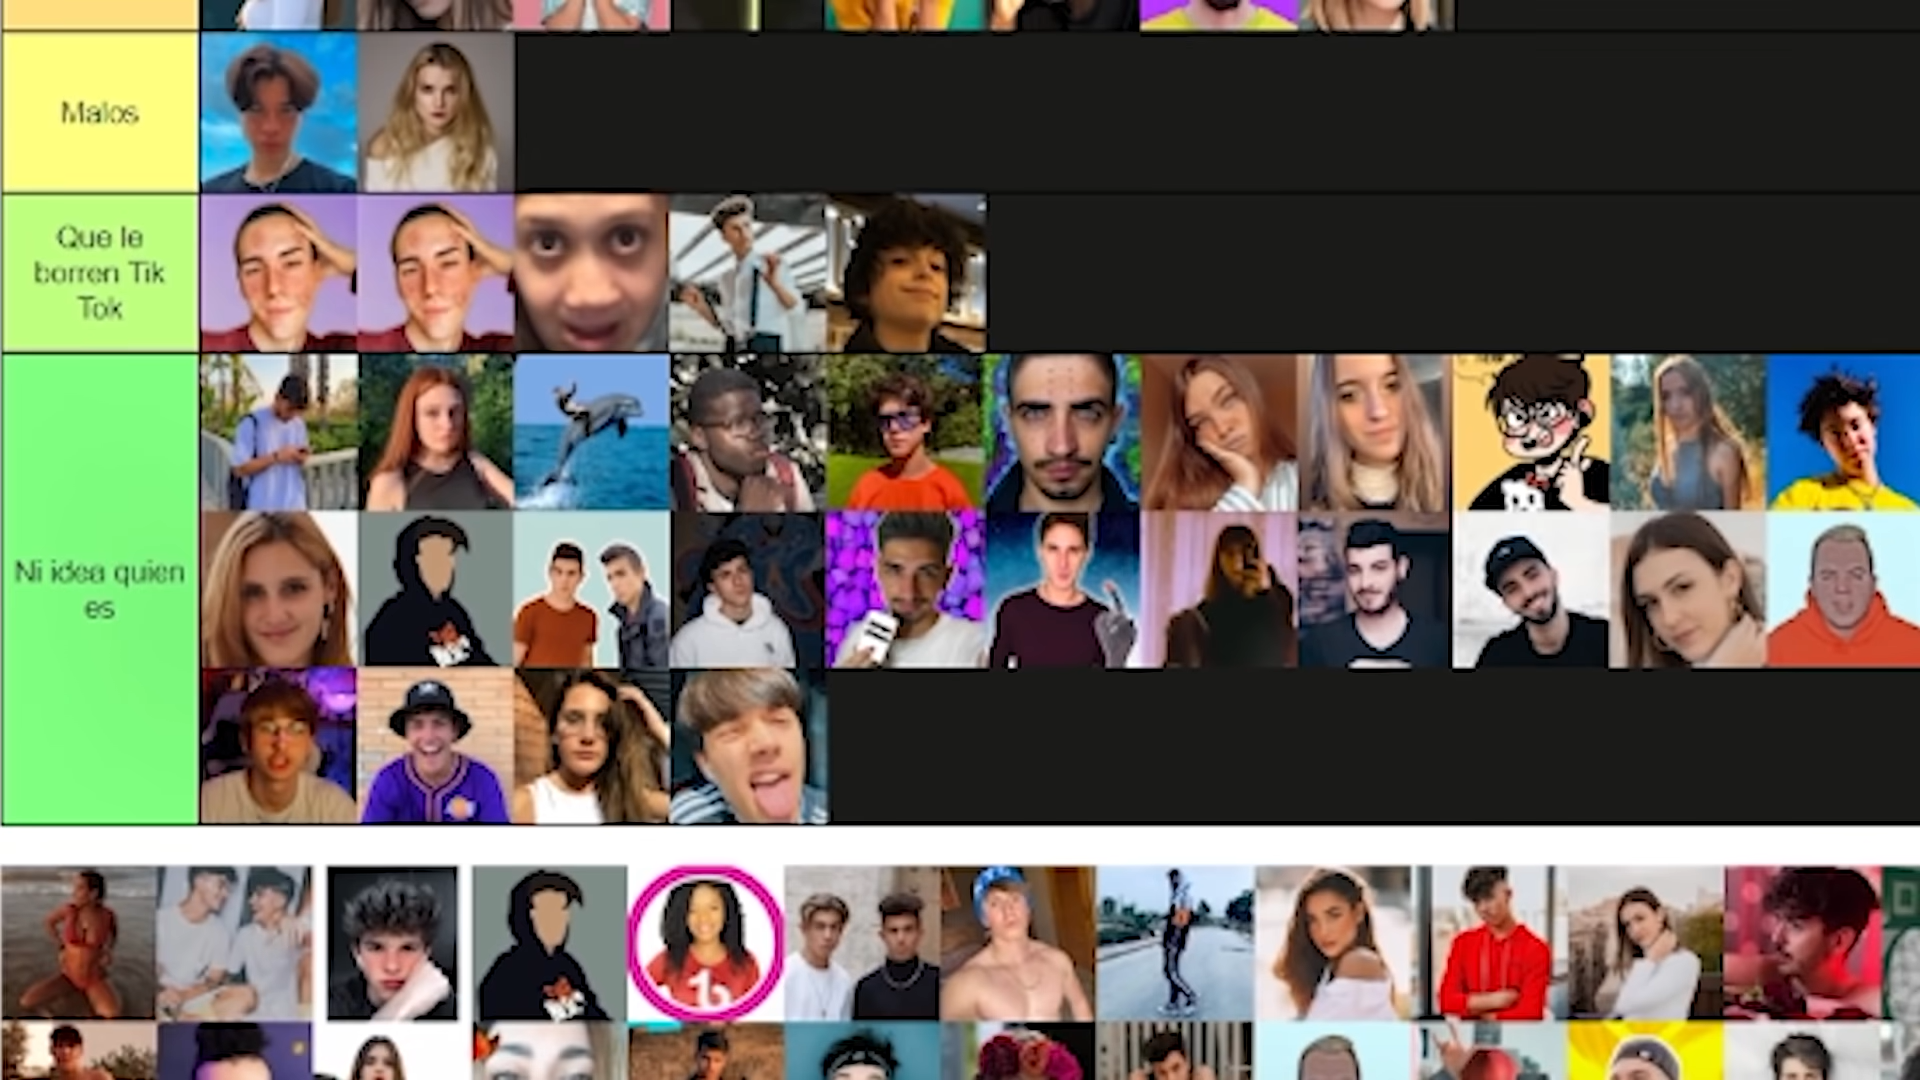 Malos
Que le
borren Tik
Tok
Ni idea quien
es